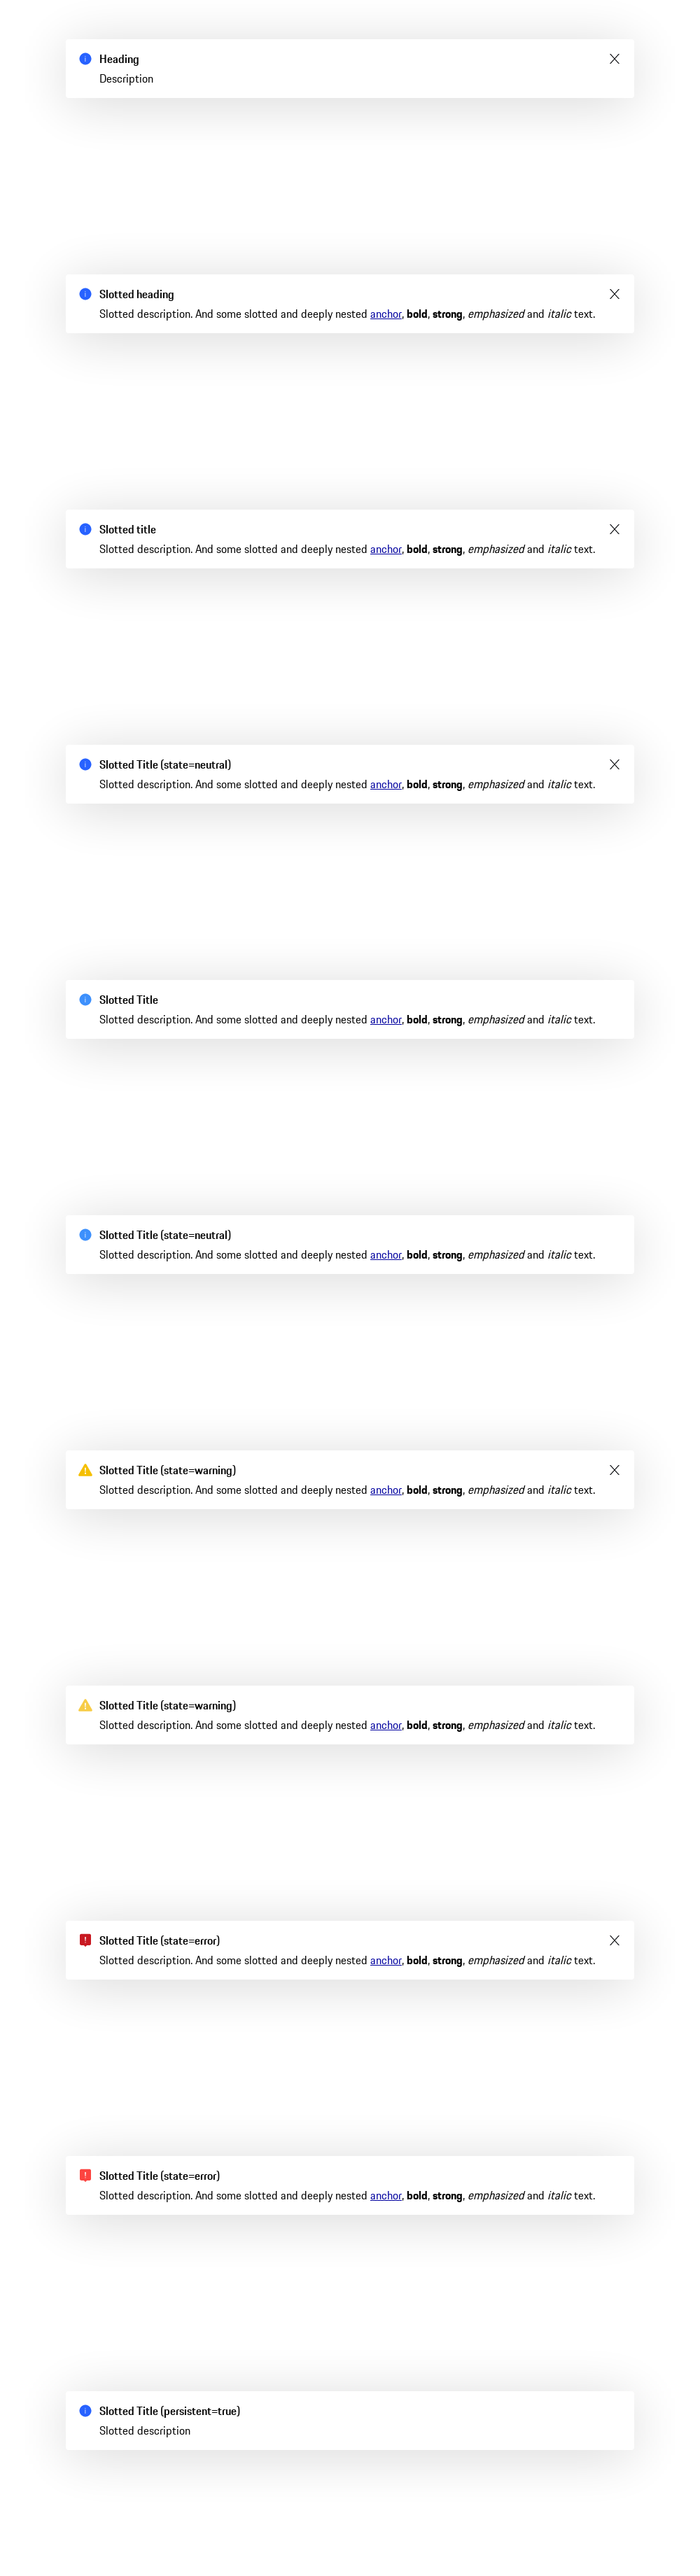 Heading
Description
Slotted heading
Slotted description. And some slotted and deeply nested anchor, bold, strong, emphasized and italic text.
Slotted title
Slotted description. And some slotted and deeply nested anchor, bold, strong, emphasized and italic text.
Slotted Title (state=neutral)
Slotted description. And some slotted and deeply nested anchor, bold, strong, emphasized and italic text.
Slotted Title
Slotted description. And some slotted and deeply nested anchor, bold, strong, emphasized and italic text.
Slotted Title (state=neutral)
Slotted description. And some slotted and deeply nested anchor, bold, strong, emphasized and italic text.
Slotted Title (state=warning)
Slotted description. And some slotted and deeply nested anchor, bold, strong, emphasized and italic text.
Slotted Title (state=warning)
Slotted description. And some slotted and deeply nested anchor, bold, strong, emphasized and italic text.
Slotted Title (state=error)
Slotted description. And some slotted and deeply nested anchor, bold, strong, emphasized and italic text.
Slotted Title (state=error)
Slotted description. And some slotted and deeply nested anchor, bold, strong, emphasized and italic text.
Slotted Title (persistent=true)
Slotted description